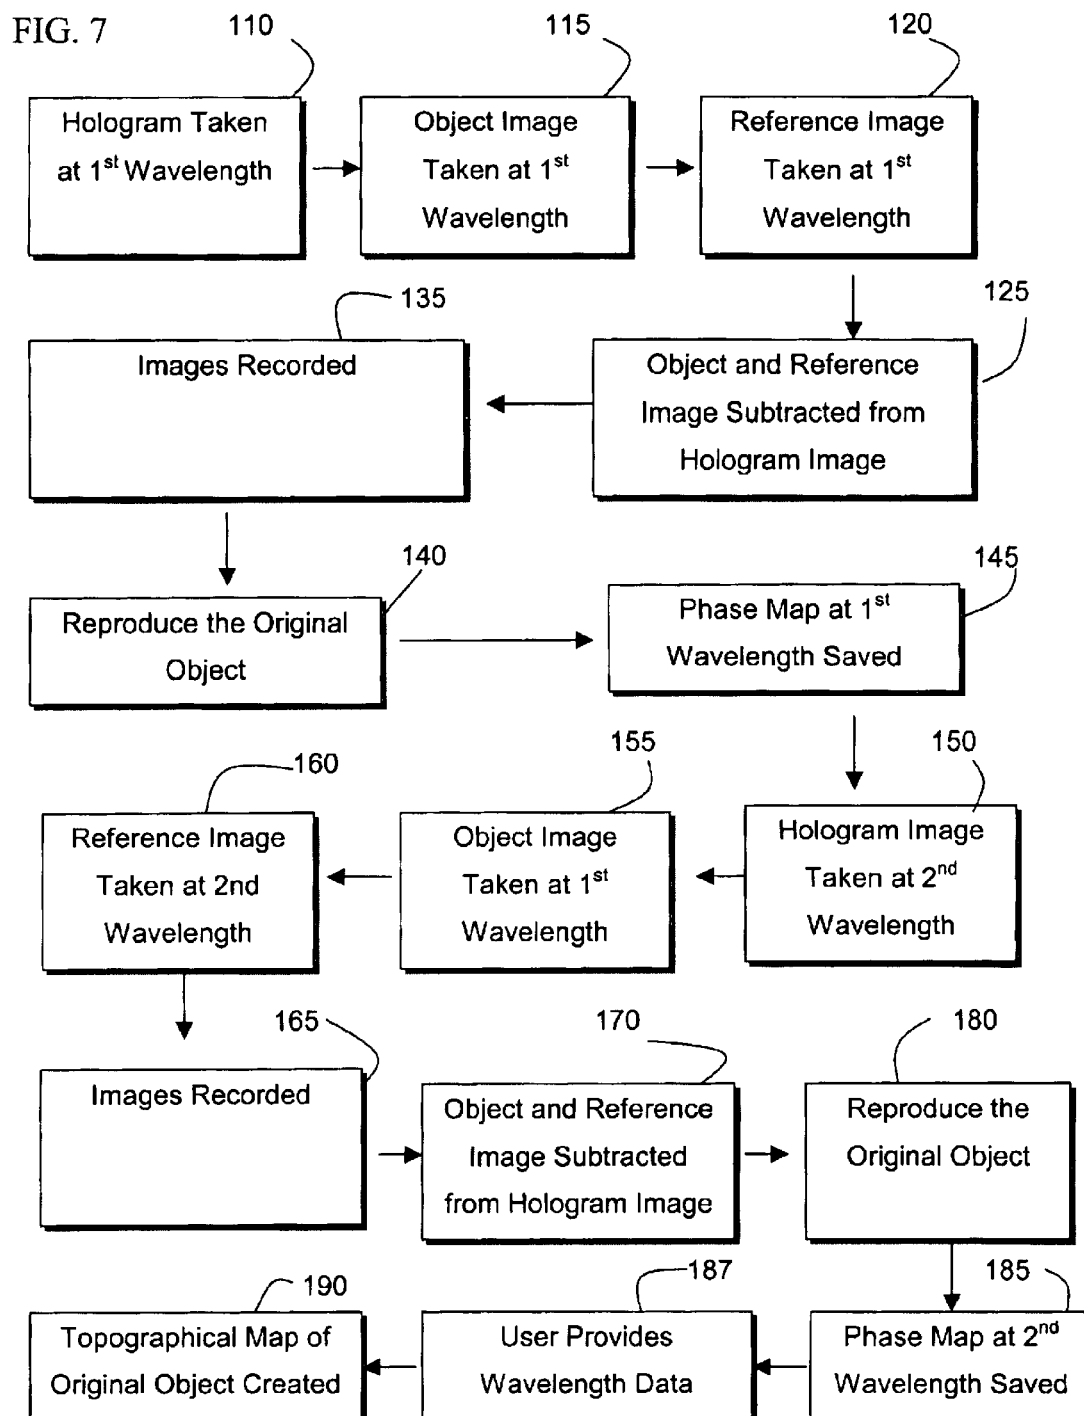 FIG. 7
110
115
120
Hologram Taken
at 1st Wavelength
Object Image
Taken at 1st
Wavelength
Reference Image
Taken at 1st
Wavelength
135
125
Images Recorded
Object and Reference
Image Subtracted from
Hologram Image
140
145
Reproduce the Original
Object
Phase Map at 1st
Wavelength Saved
160
155
150
Reference Image
Taken at 2nd
Wavelength
Object Image
Taken at 1st
Wavelength
Hologram Image
Taken at 2nd
Wavelength
165
170
180
Images Recorded
Object and Reference
Image Subtracted
from Hologram Image
Reproduce the
Original Object
190
187
185
Topographical Map of
Original Object Created
User Provides
Wavelength Data
Phase Map at 2nd
Wavelength Saved